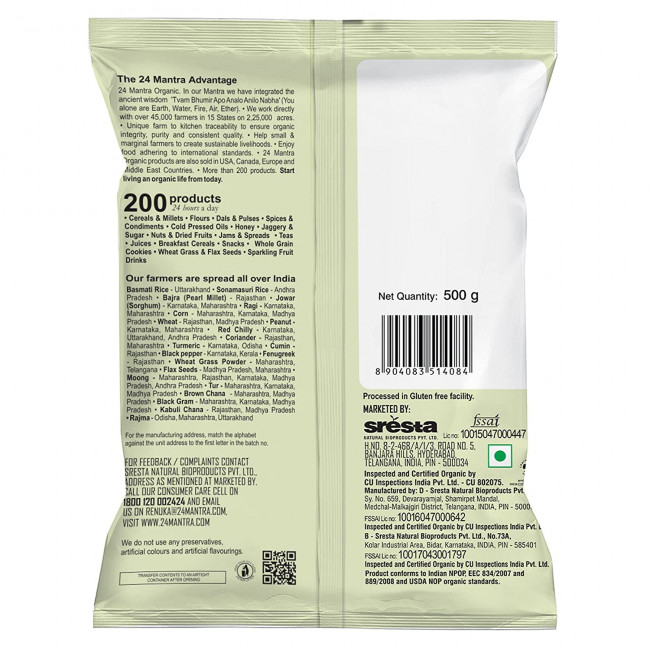 The 24 Mantra Advantage
24 Mantra Organic. In our Mantra we have integrated the
ancient wisdom "Tvam Bhumir Apo Analo Anilo Nabha' (You
alone are Earth, Water, Fire, Air, Ether). • We work directly
with over 45,000 farmers in 15 States on 2,25,000 acres.
• Unique farm to kitchen traceability to ensure organic
integrity, purity and consistent quality. • Help small &
marginal farmers to create sustainable livelihoods. • Enjoy
food adhering to international standards. • 24 Mantra
Organic products are also sold in USA, Canada, Europe and
Middle East Countries. • More than 200 products. Start
living an organic life from today.
200 products
24 hours a day
• Cereals & Millets • Flours • Dals & Pulses • Spices &
Condiments • Cold Pressed Oils • Honey • Jaggery &
Sugar • Nuts & Dried Fruits • Jams & Spreads • Teas
• Juices • Breakfast Cereals • Snacks • Whole Grain
Cookies • Wheat Grass & Flax Seeds • Sparkling Fruit
Drinks
Our farmers are spread all over India
Basmati Rice - Uttarakhand • Sonamasuri Rice - Andhra
Pradesh • Bajra (Pearl Millet) - Rajasthan • Jowar
(Sorghum) - Karnataka, Maharashtra • Ragi - Karnataka,
Maharashtra • Corn - Maharashtra, Karnataka, Madhya
Pradesh • Wheat - Rajasthan, Madhya Pradesh • Peanut -
Karnataka, Maharashtra • Red Chilly - Karnataka,
Uttarakhand, Andhra Pradesh • Coriander - Rajasthan,
Maharashtra • Turmeric - Karnataka, Odisha • Cumin -
Rajasthan • Black pepper - Karnataka, Kerala • Fenugreek
- Rajasthan • Wheat Grass Powder - Maharashtra,
Telangana • Flax Seeds - Madhya Pradesh, Maharashtra •
Moong - Maharashtra, Rajasthan, Karnataka, Madhya
Pradesh, Andhra Pradesh • Tur - Maharashtra, Karnataka,
Madhya Pradesh • Brown Chana - Maharashtra, Madhya
Pradesh • Black Gram - Maharashtra, Karnataka, Madhya
Pradesh • Kabuli Chana - Rajasthan, Madhya Pradesh
• Rajma - Odisha, Maharashtra, Uttarakhand
For the manufacturing address, match the alphabet
against the unit address to the first letter in the batch no.
FOR FEEDBACK / COMPLAINTS CONTACT
SRESTA NATURAL BIOPRODUCTS PVT. LTD.,
ADDRESS AS MENTIONED AT MARKETED BY.
CALL OUR CONSUMER CARE CELL ON
1800 120 002424 AND EMAIL
US ON RENUKA@24MANTRA.COM,
VISIT WWW.24MANTRA.COM
We do not use any preservatives,
artificial colours and artificial flavourings.
TRANSFER CONTENTS TO AN AIRTIGHT
CONTAINER AFTER OPENING
Net Quantity: 500 g
8 904083 514084
Processed in Gluten free facility.
MARKETED BY:
sresta
NATURAL BIOPRODUCTS PVT. LTD.
fssai
Lic no: 10015047000447
H.NO. 8-2-468/A/1/3, ROAD NO. 5,
BANJARA HILLS, HYDERABAD,
TELANGANA, INDIA, PIN - 500034
Inspected and Certified Organic by
CU Inspections India Pvt. Ltd. - CU 802075.
Manufactured by: D - Sresta Natural Bioproducts Pvt
Sy. No. 659, Devarayamjal, Shamirpet Mandal,
Medchal-Malkajgiri District, Telangana, INDIA, PIN - 5000
FSSAI Lic no: 10016047000642
Inspected and Certified Organic by CU Inspections India Pvt. L
B - Sresta Natural Bioproducts Pvt. Ltd., No.73A,
Kolar Industrial Area, Bidar, Karnataka, INDIA, PIN - 585401
FSSAI Lic no: 10017043001797
Inspected and Certified Organic by CU Inspections India Pvt. Ltd.
Product conforms to Indian NPOP, EEC 834/2007 and
889/2008 and USDA NOP organic standards.